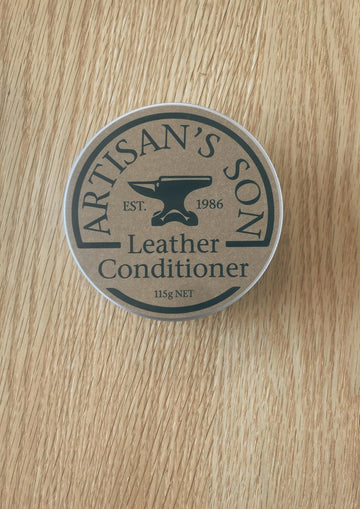 ARTISAN'S SON
EST. 1986
Leather
Conditioner
115g NET